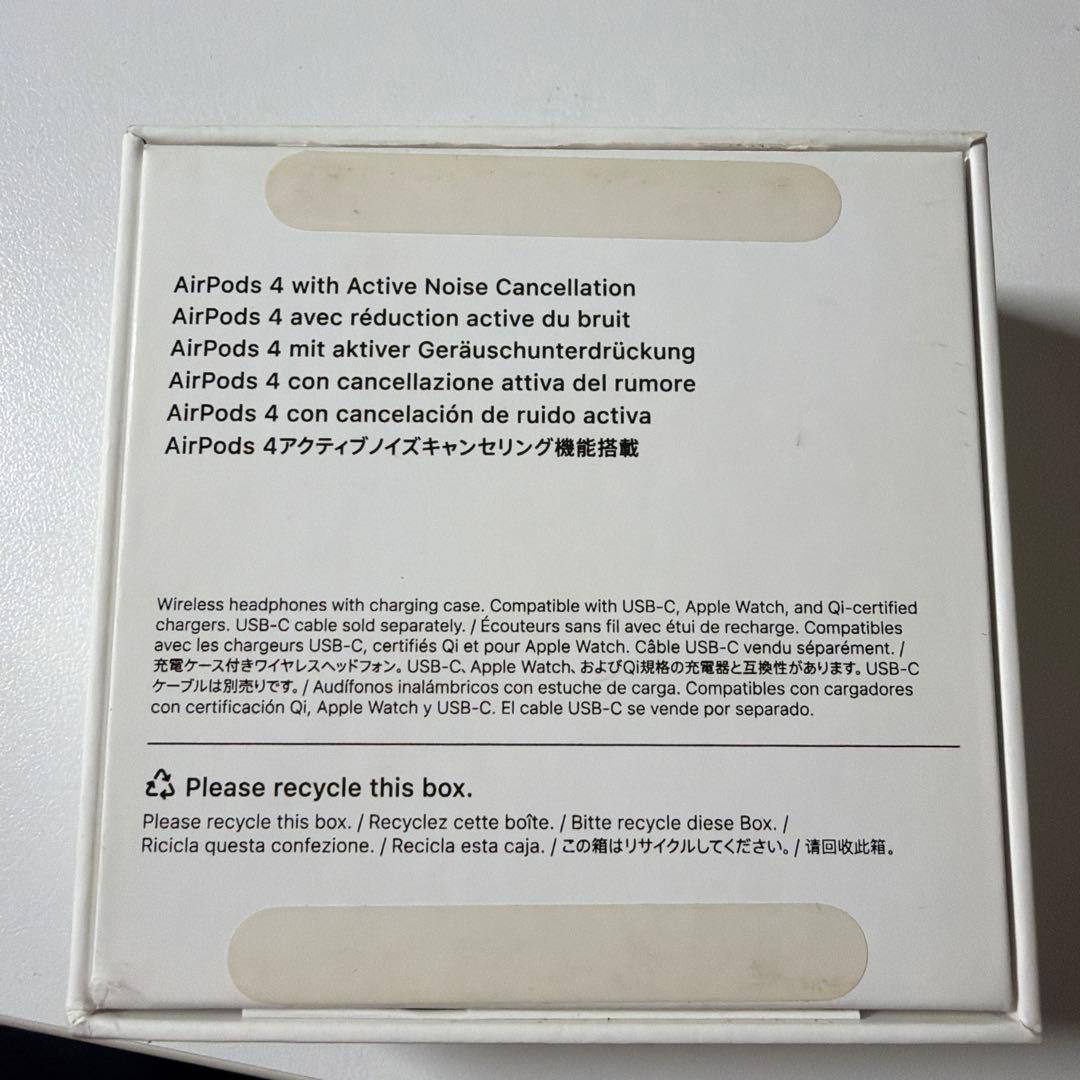 AirPods 4 with Active Noise Cancellation
AirPods 4 avec réduction active du bruit
AirPods 4 mit aktiver Geräuschunterdrückung
AirPods 4 con cancellazione attiva del rumore
AirPods 4 con cancelación de ruido activa
AirPods 4アクティブノイズキャンセリング機能搭載
Wireless headphones with charging case. Compatible with USB-C, Apple Watch, and Qi-certified
chargers. USB-C cable sold separately. / Écouteurs sans fil avec étui de recharge. Compatibles
avec les chargeurs USB-C, certifiés Qi et pour Apple Watch. Câble USB-C vendu séparément. /
充電ケース付きワイヤレスヘッドフォン。USB-C、Apple Watch、およびQi規格の充電器と互換性があります。USB-C
ケーブルは別売りです。/ Audífonos inalámbricos con estuche de carga. Compatibles con cargadores
con certificación Qi, Apple Watch y USB-C. El cable USB-C se vende por separado.
Please recycle this box.
Please recycle this box. / Recyclez cette boîte. / Bitte recycle diese Box. /
Ricicla questa confezione. / Recicla esta caja. / この箱はリサイクルしてください。/ 请回收此箱。